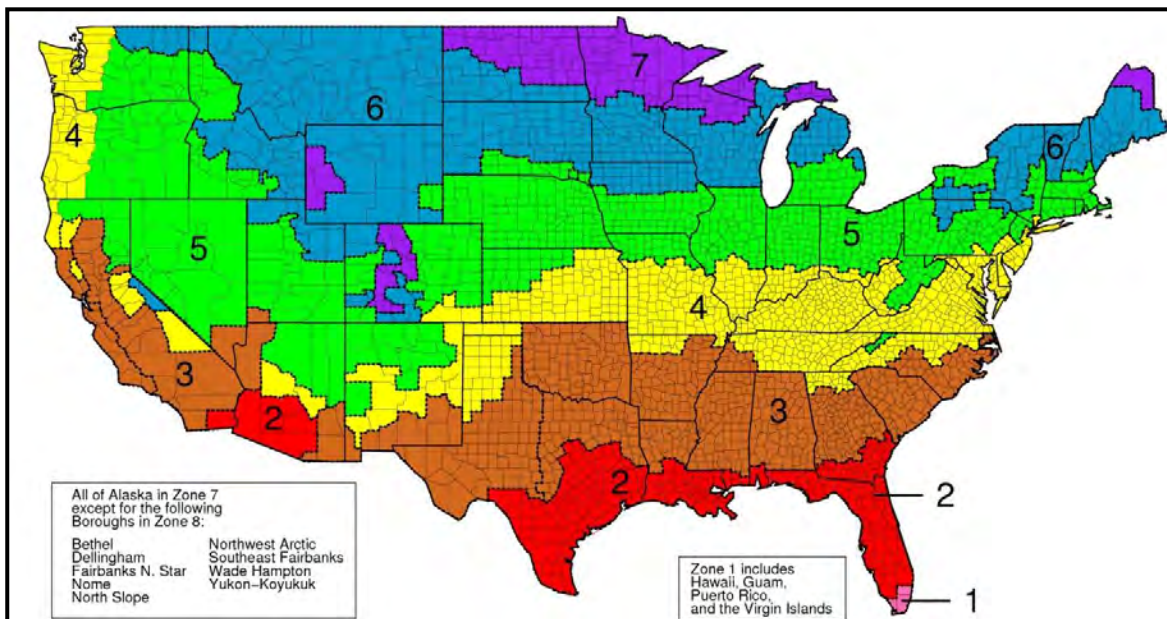 7
6
4
6
5
5
4
3
3
2
2
2
1
All of Alaska in Zone 7
except for the following
Boroughs in Zone 8:
Bethel
Dellingham
Fairbanks N. Star
Nome
North Slope
Northwest Arctic
Southeast Fairbanks
Wade Hampton
Yukon-Koyukuk
Zone 1 includes
Hawaii, Guam,
Puerto Rico,
and the Virgin Islands